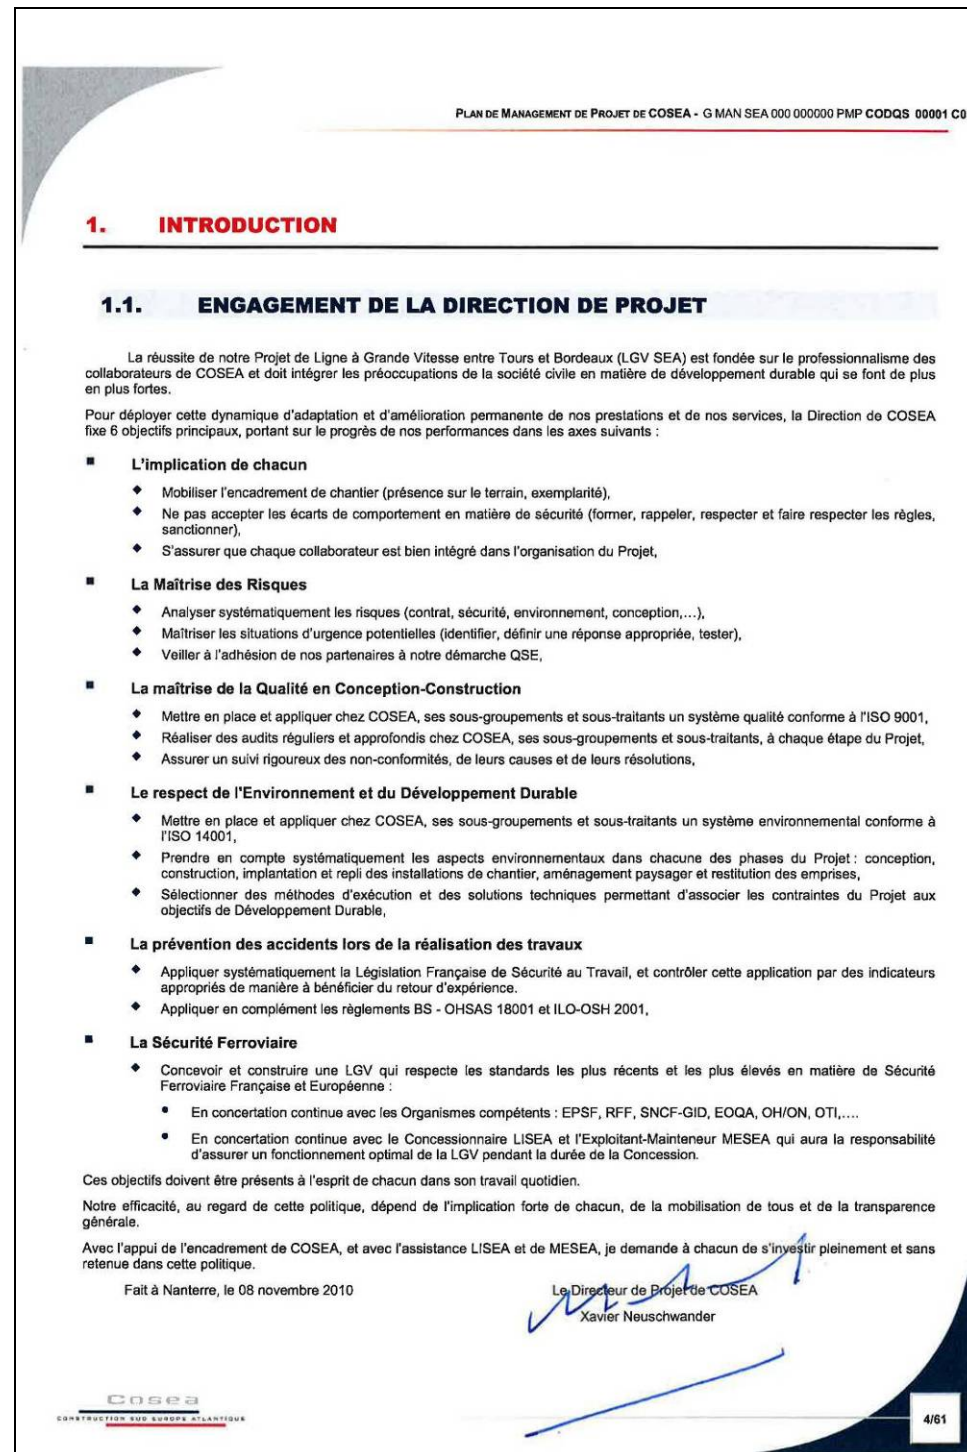 PLAN DE MANAGEMENT DE PROJET DE COSEA - G MAN SEA 000 000000 PMP CODQS 00001 C0
1. INTRODUCTION
1.1. ENGAGEMENT DE LA DIRECTION DE PROJET
La réussite de notre Projet de Ligne à Grande Vitesse entre Tours et Bordeaux (LGV SEA) est fondée sur le professionnalisme des
collaborateurs de COSEA et doit intégrer les préoccupations de la société civile en matière de développement durable qui se font de plus
en plus fortes.
Pour déployer cette dynamique d'adaptation et d'amélioration permanente de nos prestations et de nos services, la Direction de COSEA
fixe 6 objectifs principaux, portant sur le progrès de nos performances dans les axes suivants :
■ L'implication de chacun
◆ Mobiliser l'encadrement de chantier (présence sur le terrain, exemplarité),
◆ Ne pas accepter les écarts de comportement en matière de sécurité (former, rappeler, respecter et faire respecter les règles,
sanctionner),
◆ S'assurer que chaque collaborateur est bien intégré dans l'organisation du Projet,
■ La Maîtrise des Risques
◆ Analyser systématiquement les risques (contrat, sécurité, environnement, conception,...),
◆ Maîtriser les situations d'urgence potentielles (identifier, définir une réponse appropriée, tester),
◆ Veiller à l'adhésion de nos partenaires à notre démarche QSE,
■ La maîtrise de la Qualité en Conception-Construction
◆ Mettre en place et appliquer chez COSEA, ses sous-groupements et sous-traitants un système qualité conforme à l'ISO 9001,
◆ Réaliser des audits réguliers et approfondis chez COSEA, ses sous-groupements et sous-traitants, à chaque étape du Projet,
◆ Assurer un suivi rigoureux des non-conformités, de leurs causes et de leurs résolutions,
■ Le respect de l'Environnement et du Développement Durable
◆ Mettre en place et appliquer chez COSEA, ses sous-groupements et sous-traitants un système environnemental conforme à
l'ISO 14001,
◆ Prendre en compte systématiquement les aspects environnementaux dans chacune des phases du Projet : conception,
construction, implantation et repli des installations de chantier, aménagement paysager et restitution des emprises,
◆ Sélectionner des méthodes d'exécution et des solutions techniques permettant d'associer les contraintes du Projet aux
objectifs de Développement Durable,
■ La prévention des accidents lors de la réalisation des travaux
◆ Appliquer systématiquement la Législation Française de Sécurité au Travail, et contrôler cette application par des indicateurs
appropriés de manière à bénéficier du retour d'expérience.
◆ Appliquer en complément les règlements BS - OHSAS 18001 et ILO-OSH 2001,
■ La Sécurité Ferroviaire
◆ Concevoir et construire une LGV qui respecte les standards les plus récents et les plus élevés en matière de Sécurité
Ferroviaire Française et Européenne :
● En concertation continue avec les Organismes compétents : EPSF, RFF, SNCF-GID, EOQA, OH/ON, OTI,....
● En concertation continue avec le Concessionnaire LISEA et l'Exploitant-Mainteneur MESEA qui aura la responsabilité
d'assurer un fonctionnement optimal de la LGV pendant la durée de la Concession.
Ces objectifs doivent être présents à l'esprit de chacun dans son travail quotidien.
Notre efficacité, au regard de cette politique, dépend de l'implication forte de chacun, de la mobilisation de tous et de la transparence
générale.
Avec l'appui de l'encadrement de COSEA, et avec l'assistance LISEA et de MESEA, je demande à chacun de s'investir pleinement et sans
retenue dans cette politique.
Fait à Nanterre, le 08 novembre 2010
Le Directeur de Projet de COSEA
Xavier Neuschwander
Cosea
CONSTRUCTION SUD EUROPE ATLANTIQUE
4/61